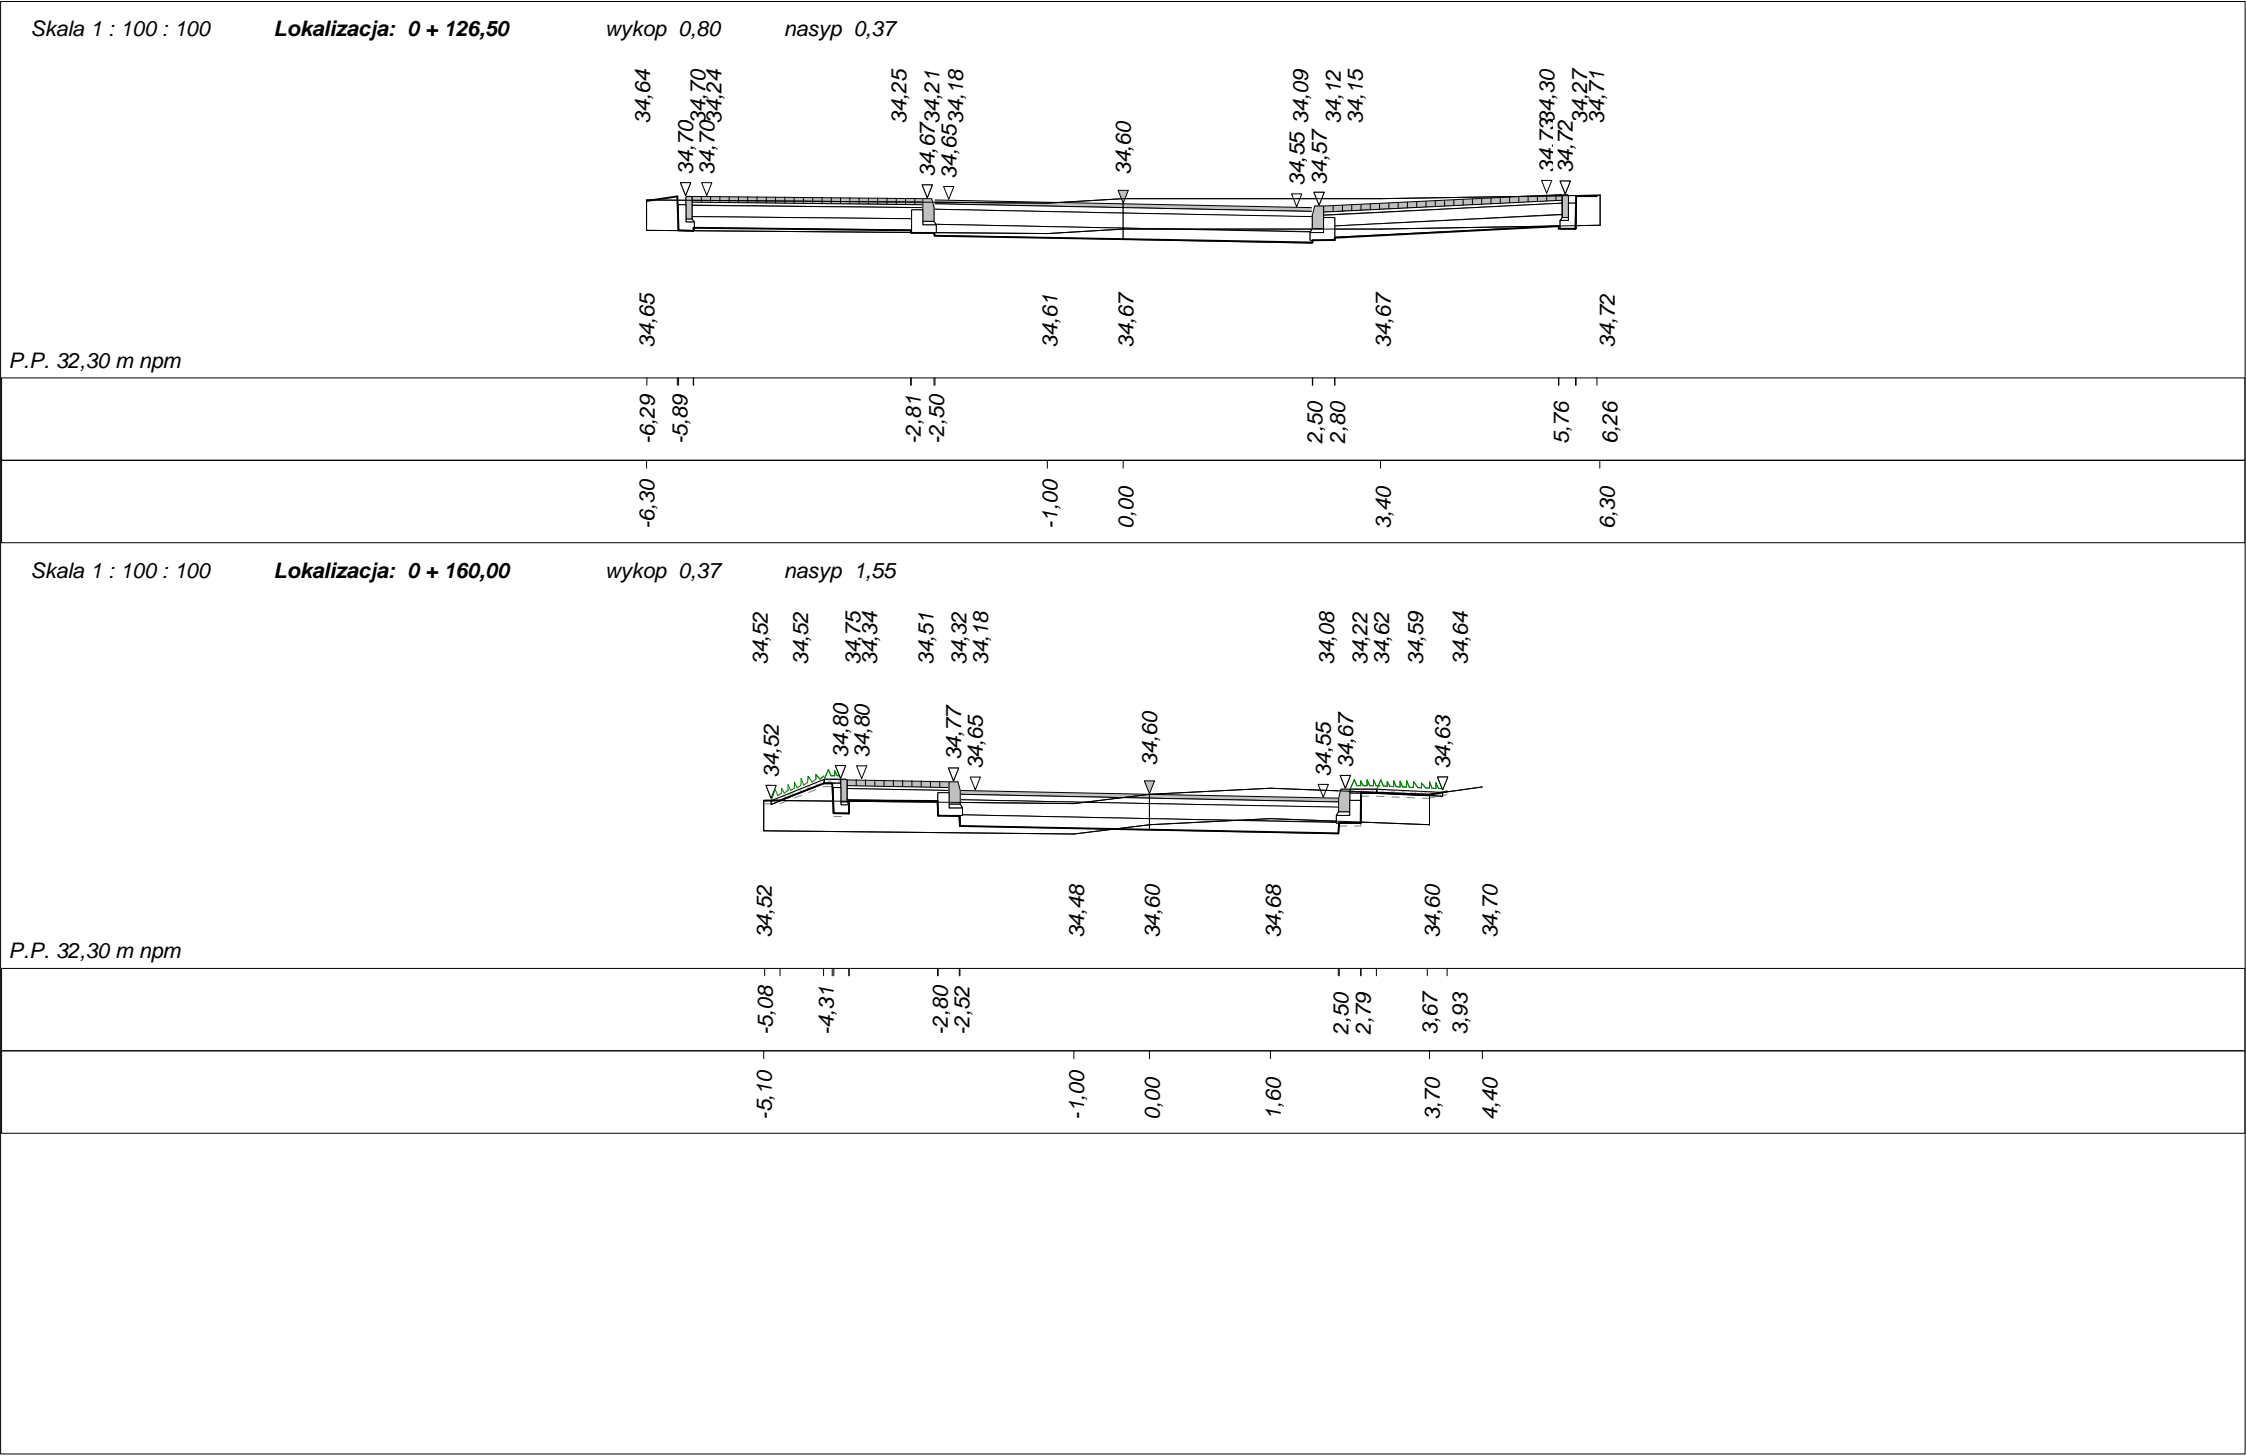 Skala 1 : 100 : 100 Lokalizacja: 0 + 126,50 wykop 0,80 nasyp 0,37
34,64 34,70 34,24 34,25 34,21 34,18 34,09 34,12 34,15 34,30 34,27 34,71
34,70 34,70 34,67 34,65 34,60 34,55 34,57 34,73 34,72
34,65 34,61 34,67 34,67 34,72
P.P. 32,30 m npm
-6,29 -5,89 -2,81 -2,50 2,50 2,80 5,76 6,26
-6,30 -1,00 0,00 3,40 6,30
Skala 1 : 100 : 100 Lokalizacja: 0 + 160,00 wykop 0,37 nasyp 1,55
34,52 34,52 34,75 34,34 34,51 34,32 34,18 34,08 34,22 34,62 34,59 34,64
34,52 34,80 34,80 34,77 34,65 34,60 34,55 34,67 34,63
34,52 34,48 34,60 34,68 34,60 34,70
P.P. 32,30 m npm
-5,08 -4,31 -2,80 -2,52 2,50 2,79 3,67 3,93
-5,10 -1,00 0,00 1,60 3,70 4,40